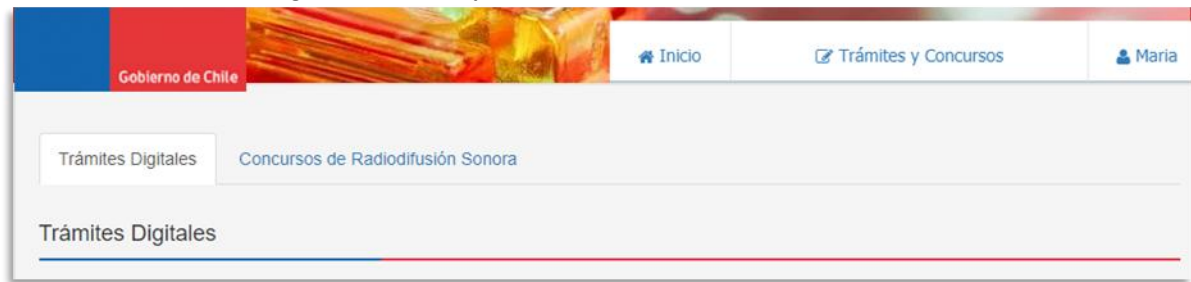 Inicio
Trámites y Concursos
Maria
Gobierno de Chile
Trámites Digitales
Concursos de Radiodifusión Sonora
Trámites Digitales